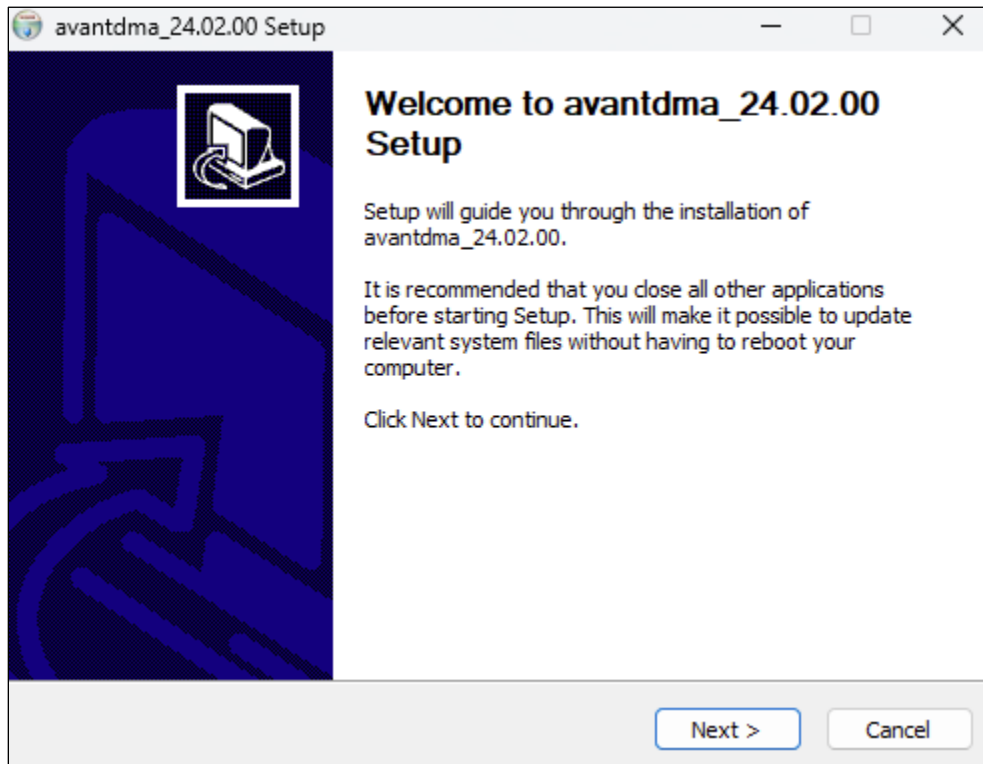 avantdma_24.02.00 Setup
Welcome to avantdma_24.02.00
Setup
Setup will guide you through the installation of
avantdma_24.02.00.
It is recommended that you close all other applications
before starting Setup. This will make it possible to update
relevant system files without having to reboot your
computer.
Click Next to continue.
Next >
Cancel